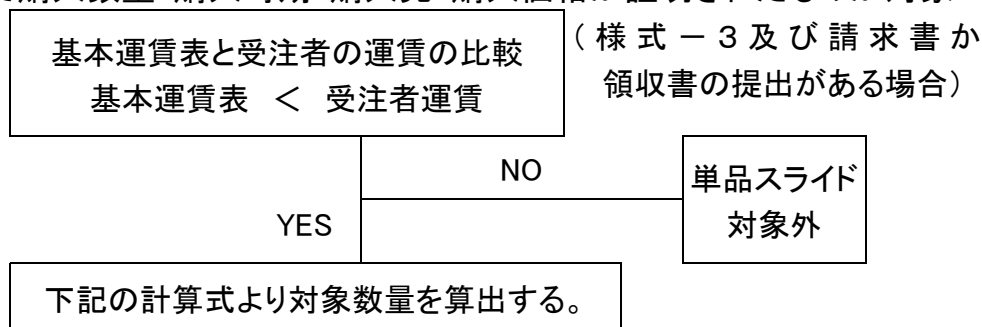 基本運賃表と受注者の運賃の比較
基本運賃表 ＜ 受注者運賃
（様式－３及び請求書か
領収書の提出がある場合）
NO
単品スライド
対象外
YES
下記の計算式より対象数量を算出する。